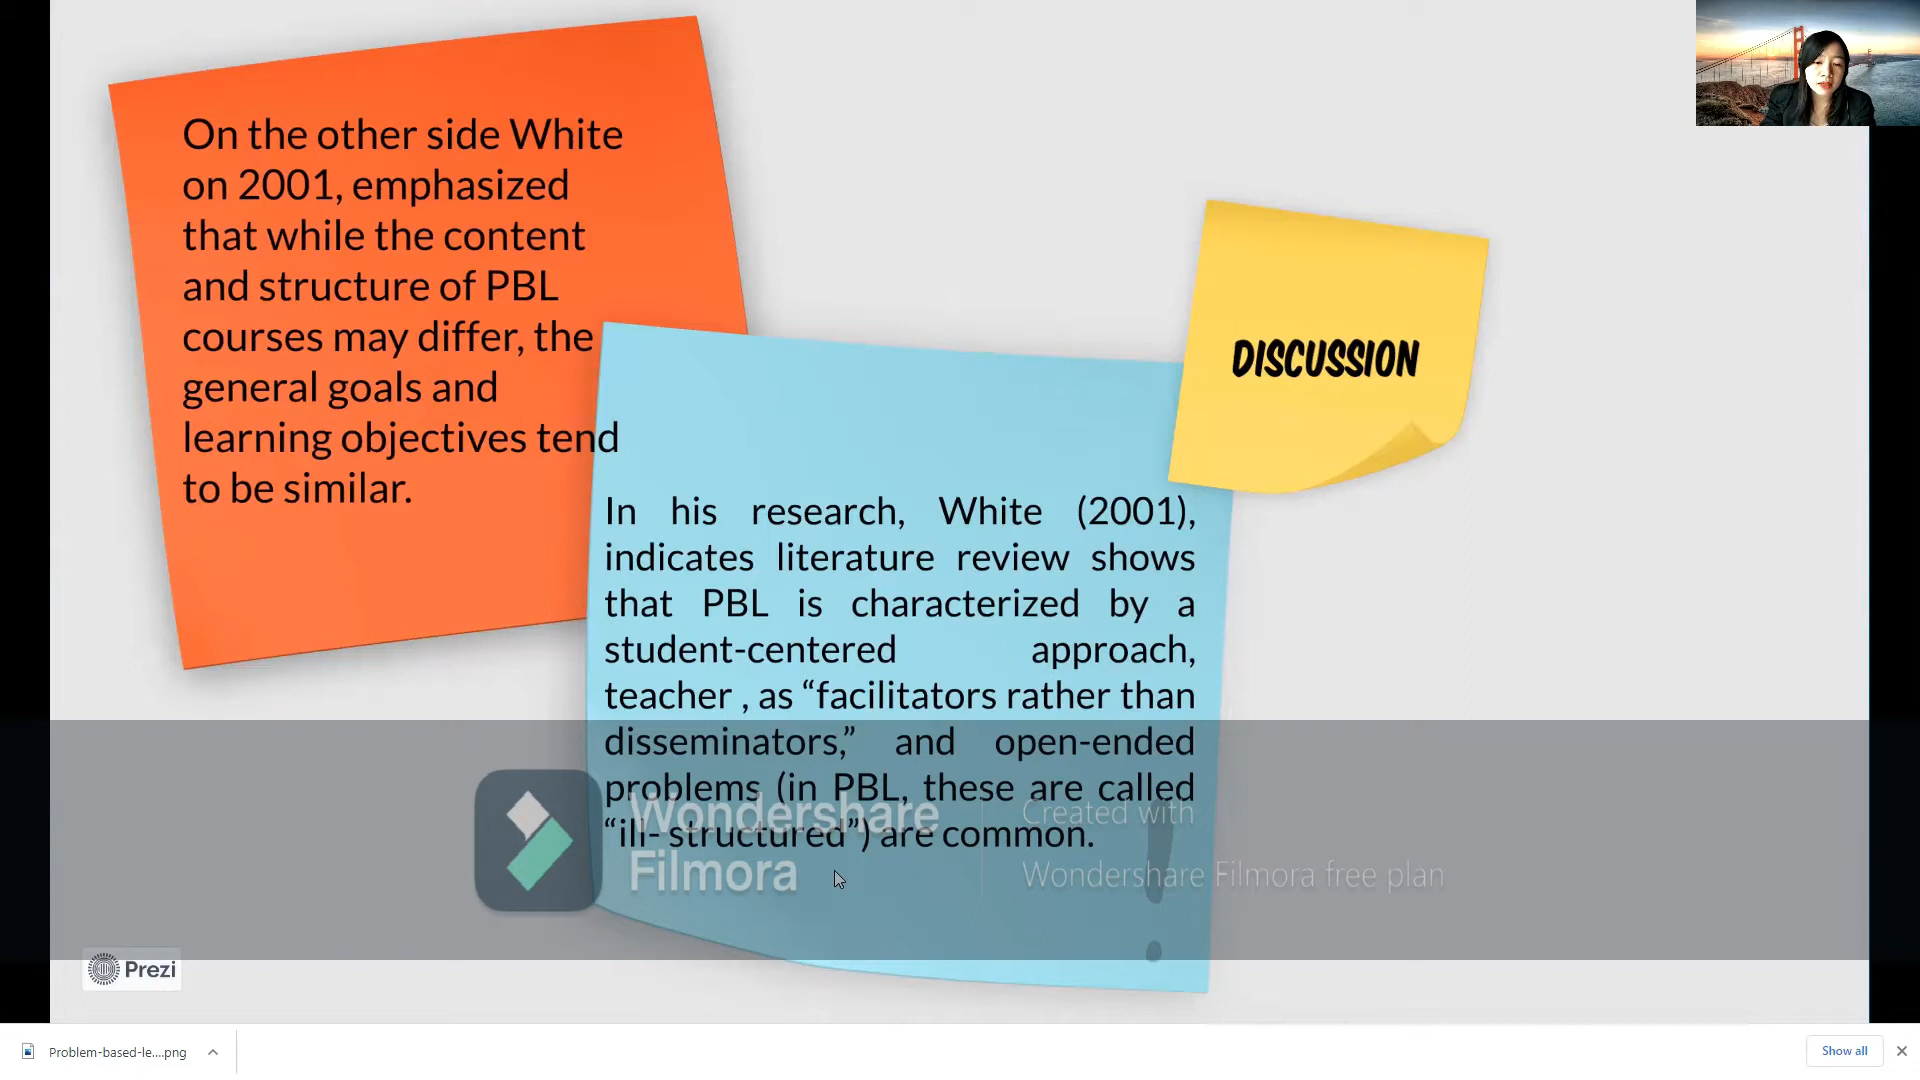 On the other side White
on 2001, emphasized
that while the content
and structure of PBL
courses may differ, the
general goals and
learning objectives tend
to be similar.
DISCUSSION
In his research, White (2001),
indicates literature review shows
that PBL is characterized by a
student-centered approach,
teacher , as “facilitators rather than
disseminators,” and open-ended
problems (in PBL, these are called
“ill- structured”) are common.
!
Wondershare
Filmora
Created with
Wondershare Filmora free plan
Prezi
Problem-based-le....png
Show all